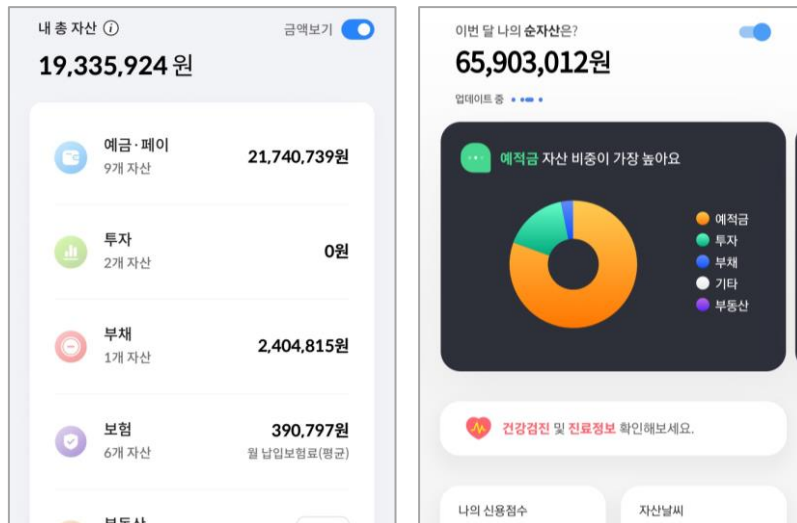 내 총 자산
금액보기
19,335,924 원
예금·페이
9개 자산
21,740,739원
투자
2개 자산
0원
부채
1개 자산
2,404,815원
보험
6개 자산
390,797원
월 납입보험료(평균)
부동산
이번 달 나의 순자산은?
65,903,012원
업데이트 중
예적금 자산 비중이 가장 높아요
예적금
투자
부채
기타
부동산
건강검진 및 진료정보 확인해보세요.
나의 신용점수
자산날씨